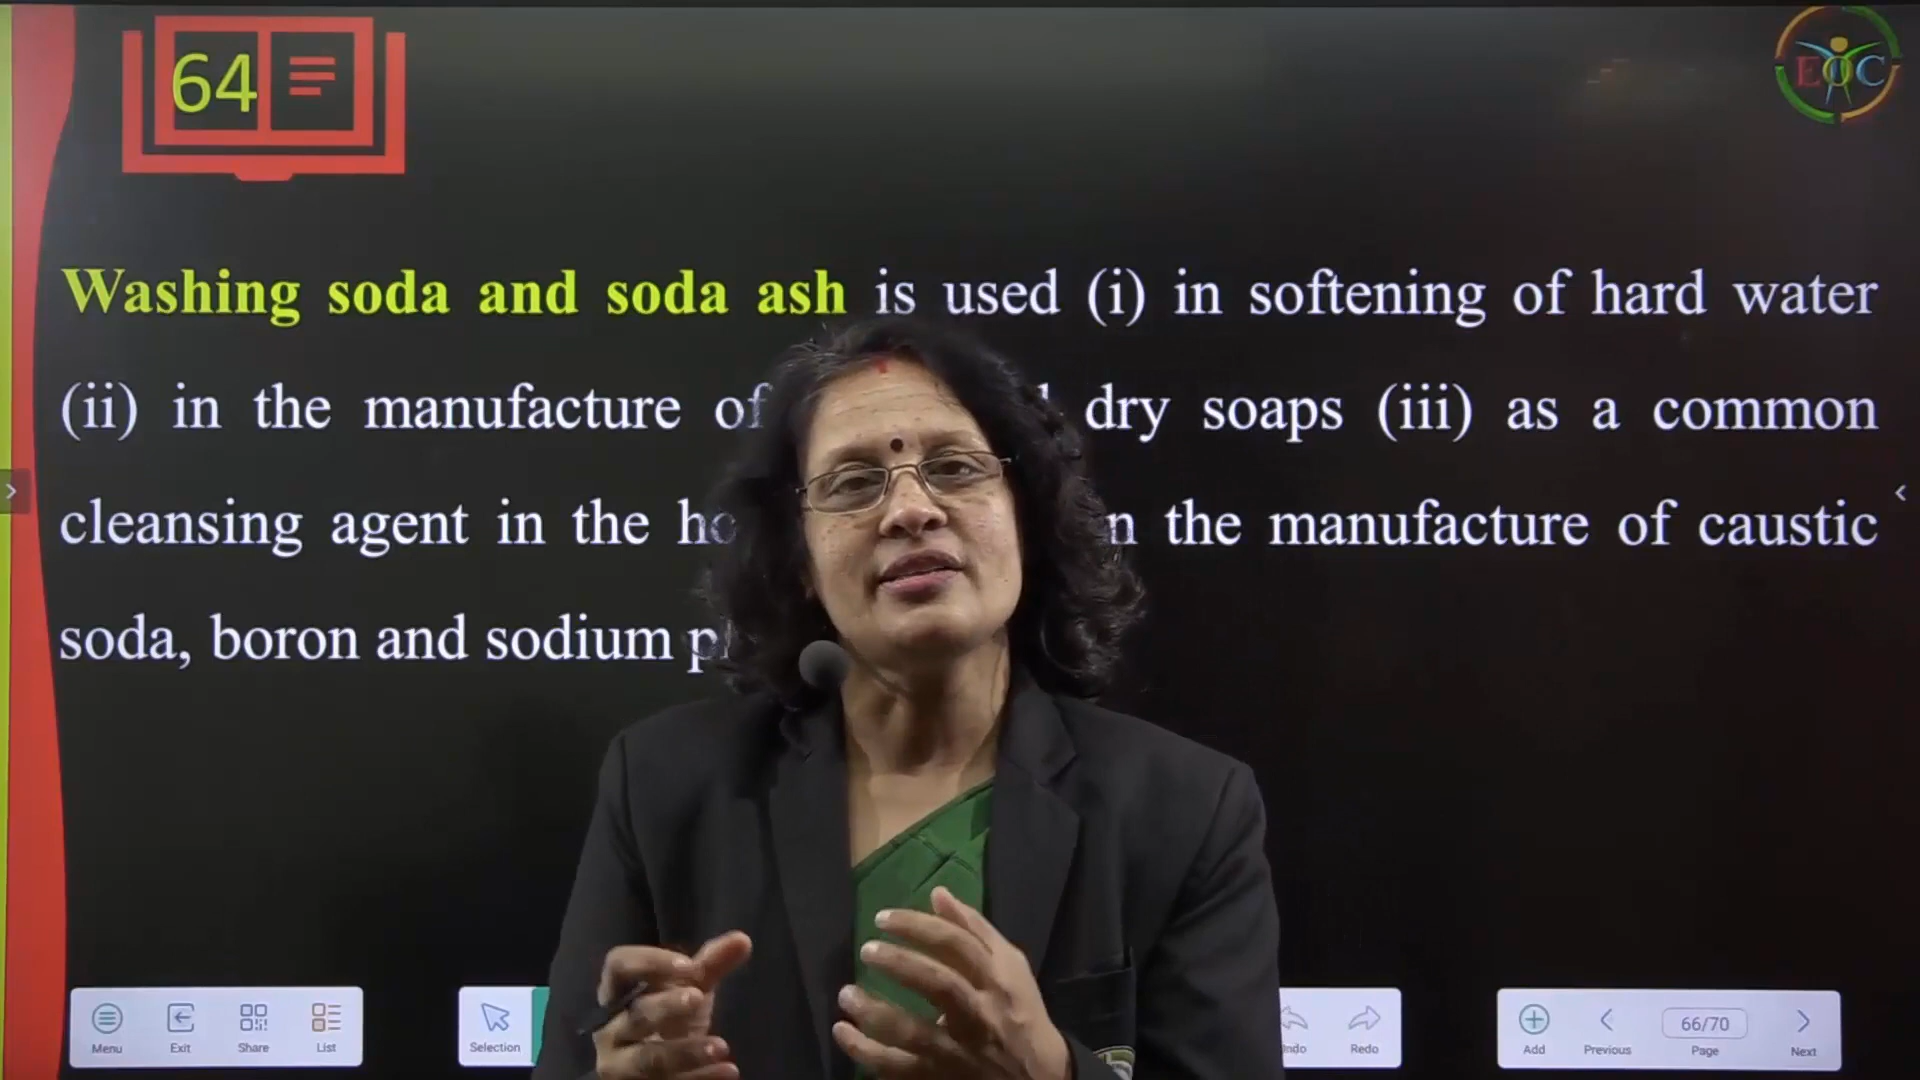 64
EOC
Washing soda and soda ash is used (i) in softening of hard water
(ii) in the manufacture of dry soaps (iii) as a common
cleansing agent in the the manufacture of caustic
soda, boron and sodium
Menu
Exit
Share
List
Selection
Redo
Add
Previous
66/70
Page
Next